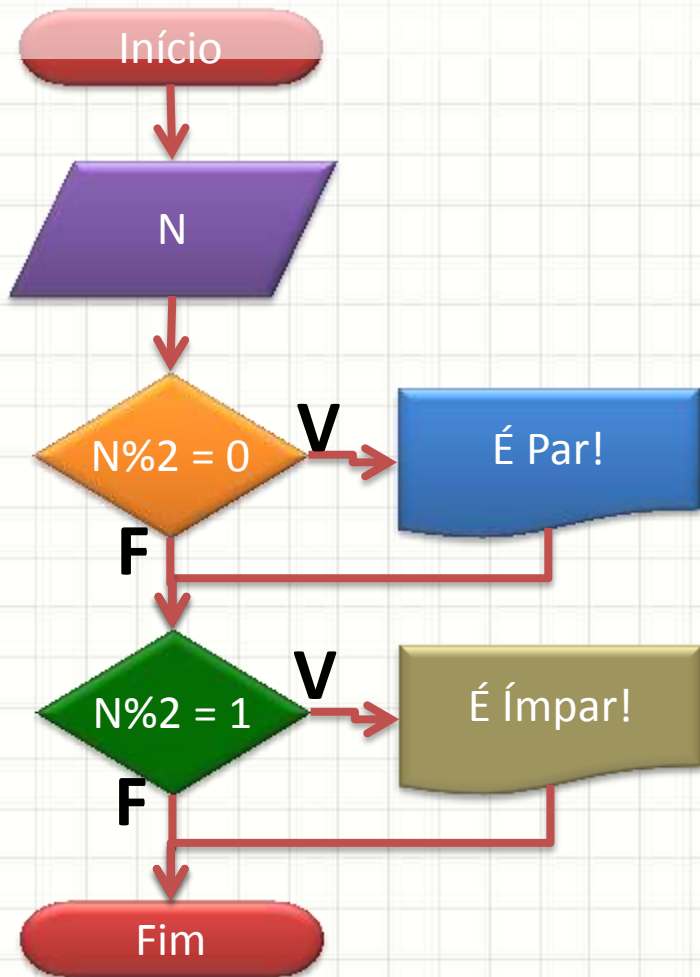 Início
N
N%2 = 0
V
É Par!
F
N%2 = 1
V
É Ímpar!
F
Fim